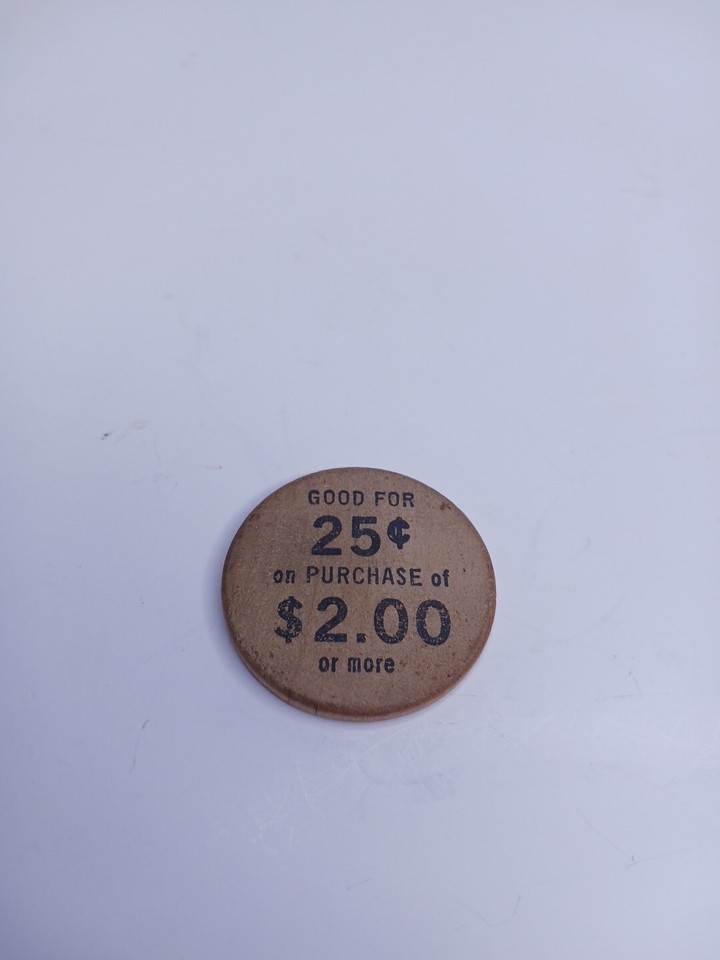 GOOD FOR
25¢
on PURCHASE of
$2.00
or more